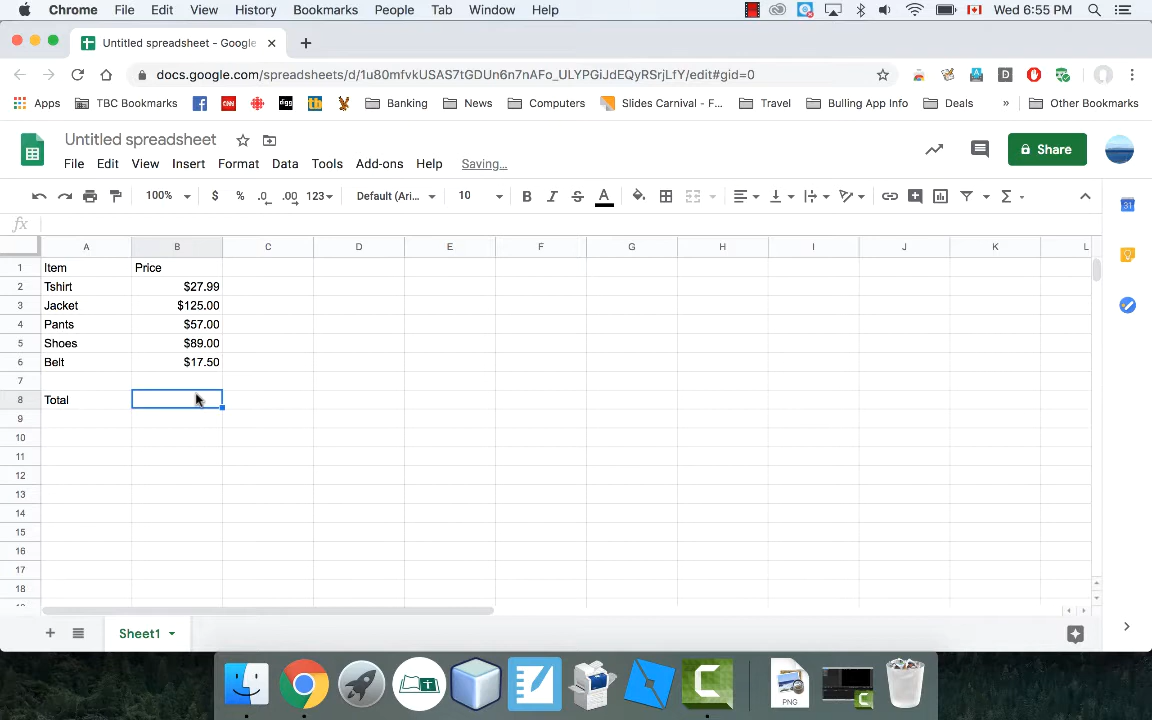 Chrome File Edit View History Bookmarks People Tab Window Help Wed 6:55 PM
Untitled spreadsheet - Google
docs.google.com/spreadsheets/d/1u80mfvkUSAS7tGDUn6n7nAFo_ULYPGiJdEQyRSrjLfY/edit#gid=0
Apps TBC Bookmarks Banking News Computers Slides Carnival - F... Travel Bulling App Info Deals » Other Bookmarks
Untitled spreadsheet
File Edit View Insert Format Data Tools Add-ons Help Saving...
Share
100% $ % .0 .00 123 Default (Ari... 10 B I S A Σ
fx
A B C D E F G H I J K L
1 Item Price
2 Tshirt $27.99
3 Jacket $125.00
4 Pants $57.00
5 Shoes $89.00
6 Belt $17.50
7
8 Total
9
10
11
12
13
14
15
16
17
18
Sheet1
PNG